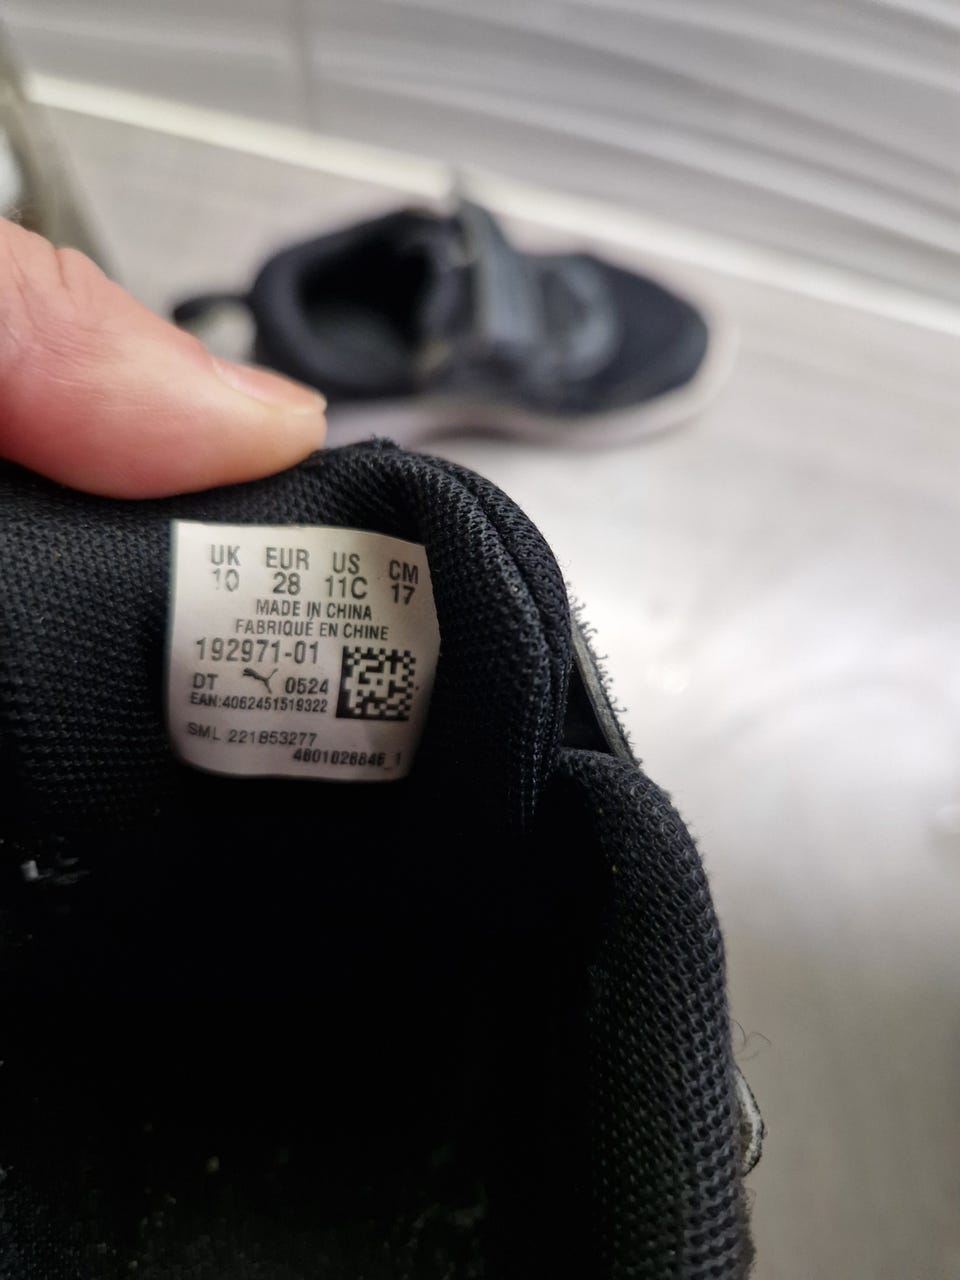 UK EUR US CM
10 28 11C 17
MADE IN CHINA
FABRIQUÉ EN CHINE
192971-01
DT 0524
EAN:4062451519322
SML 221853277
4801028846_1